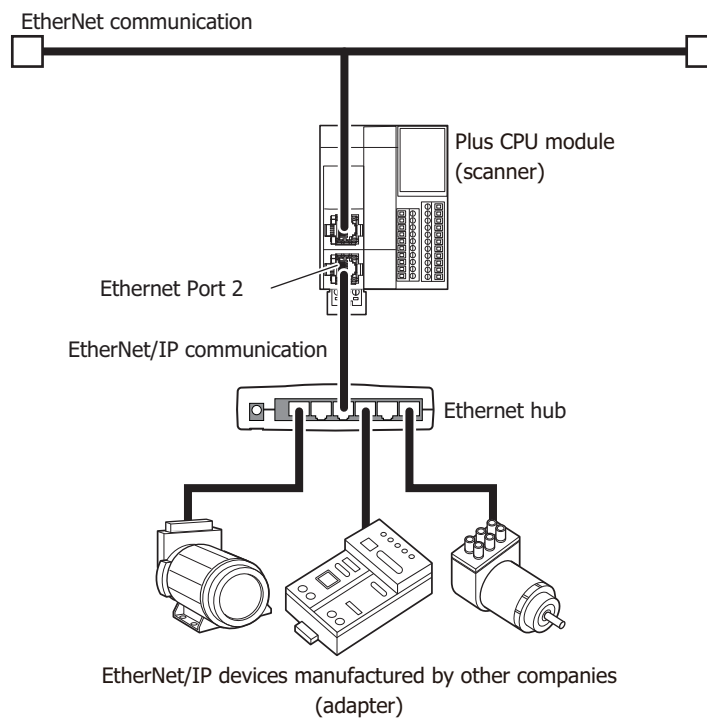 EtherNet communication
Plus CPU module
(scanner)
Ethernet Port 2
EtherNet/IP communication
Ethernet hub
EtherNet/IP devices manufactured by other companies
(adapter)